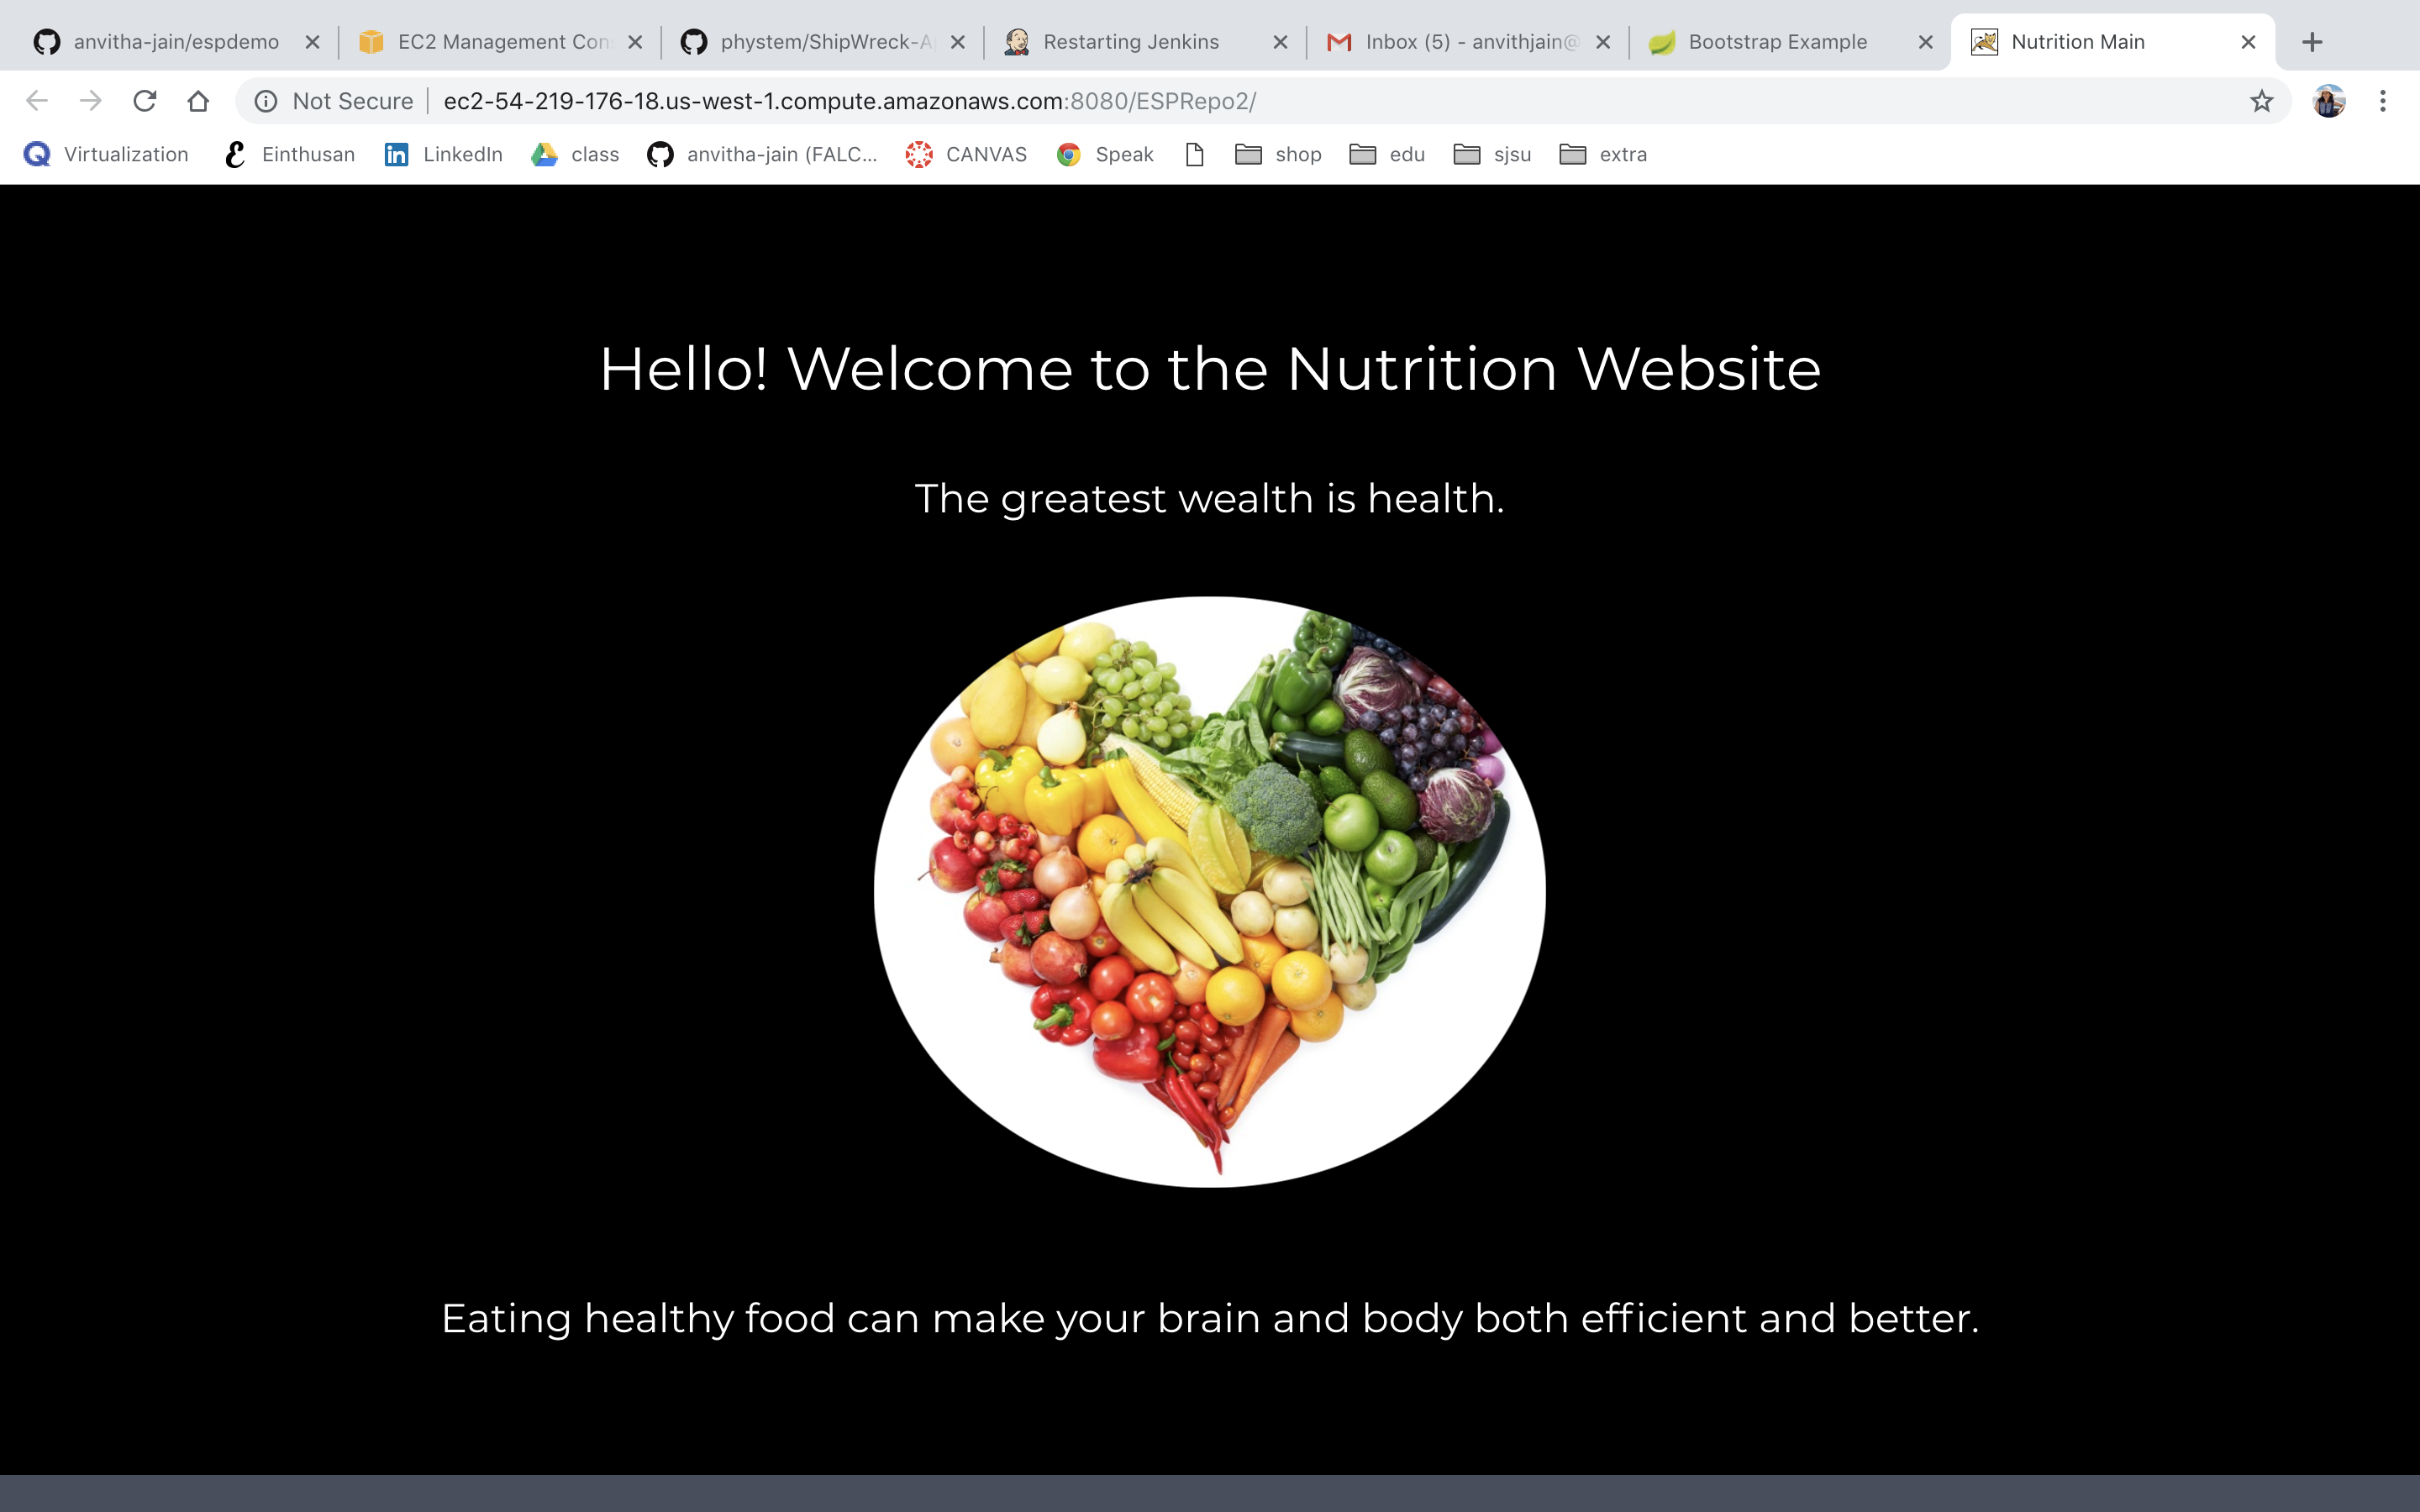 anvitha-jain/espdemo
EC2 Management Con
phystem/ShipWreck-A
Restarting Jenkins
Inbox (5) - anvithjain@
Bootstrap Example
Nutrition Main
Not Secure
ec2-54-219-176-18.us-west-1.compute.amazonaws.com:8080/ESPRepo2/
Virtualization
Einthusan
LinkedIn
class
anvitha-jain (FALC...
CANVAS
Speak
shop
edu
sjsu
extra
Hello! Welcome to the Nutrition Website
The greatest wealth is health.
Eating healthy food can make your brain and body both efficient and better.